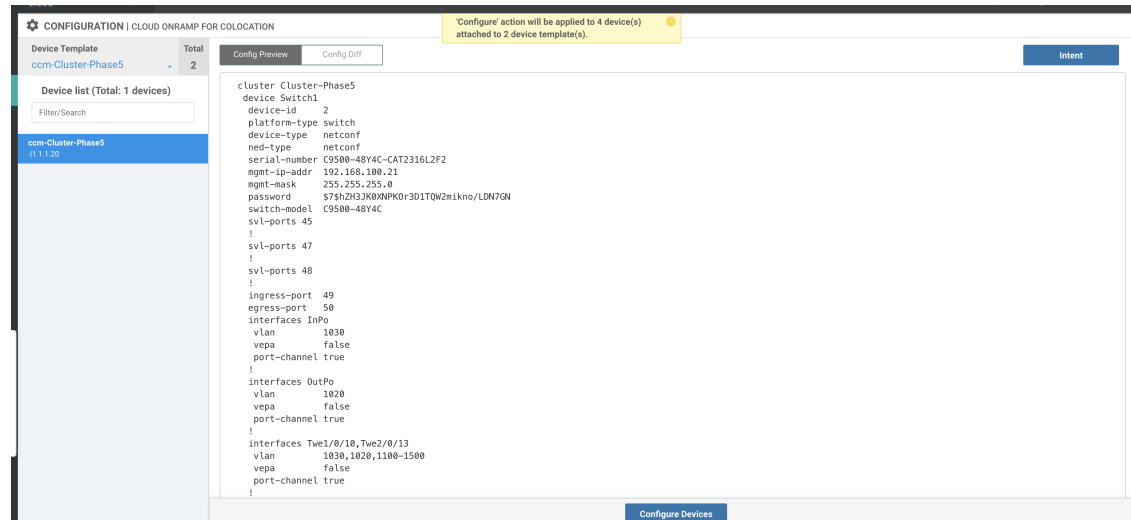 CONFIGURATION | CLOUD ONRAMP FOR COLOCATION
'Configure' action will be applied to 4 device(s)
attached to 2 device template(s).
Device Template Total
ccm-Cluster-Phase5 2
Device list (Total: 1 devices)
Filter/Search
ccm-Cluster-Phase5
-|1.1.1.20
Config Preview Config Diff Intent
cluster Cluster-Phase5
device Switch1
device-id 2
platform-type switch
device-type netconf
ned-type netconf
serial-number C9500-48Y4C-CAT2316L2F2
mgmt-ip-addr 192.168.100.21
mgmt-mask 255.255.255.0
password $7$hZH3JK0XNPKOr3D1TQW2mikno/LDN7GN
switch-model C9500-48Y4C
svl-ports 45
!
svl-ports 47
!
svl-ports 48
!
ingress-port 49
egress-port 50
interfaces InPo
vlan 1030
vepa false
port-channel true
!
interfaces OutPo
vlan 1020
vepa false
port-channel true
!
interfaces Twe1/0/10,Twe2/0/13
vlan 1030,1020,1100-1500
vepa false
port-channel true
!
Configure Devices